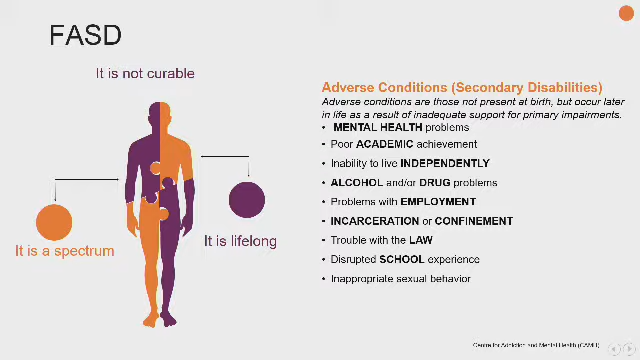 FASD
It is not curable
It is a spectrum
It is lifelong
Adverse Conditions (Secondary Disabilities)
Adverse conditions are those not present at birth, but occur later
in life as a result of inadequate support for primary impairments.
• MENTAL HEALTH problems
• Poor ACADEMIC achievement
• Inability to live INDEPENDENTLY
• ALCOHOL and/or DRUG problems
• Problems with EMPLOYMENT
• INCARCERATION or CONFINEMENT
• Trouble with the LAW
• Disrupted SCHOOL experience
• Inappropriate sexual behavior
Centre for Addiction and Mental Health (CAMH)